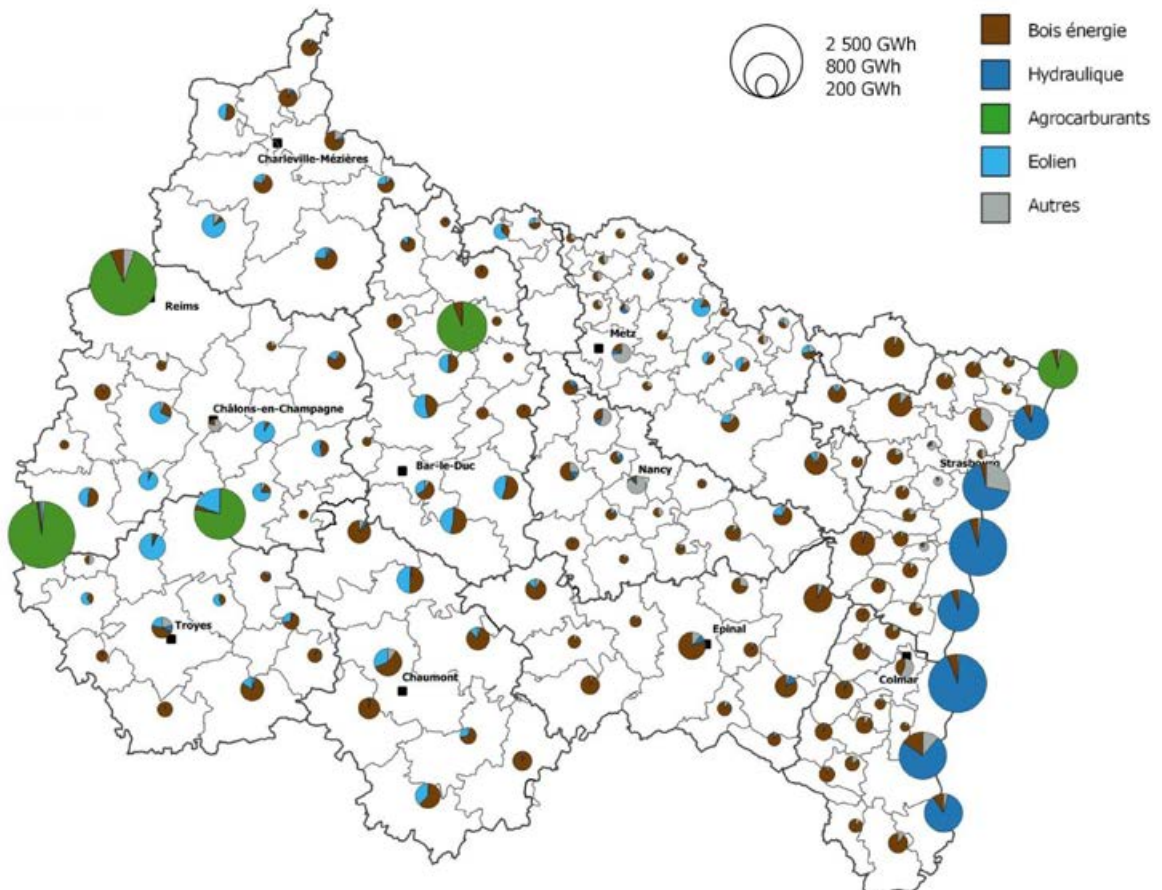 2 500 GWh
800 GWh
200 GWh
Bois énergie
Hydraulique
Agrocarburants
Eolien
Autres
Charleville-Mézières
Reims
Metz
Châlons-en-Champagne
Bar-le-Duc
Nancy
Strasbourg
Troyes
Epinal
Chaumont
Colmar